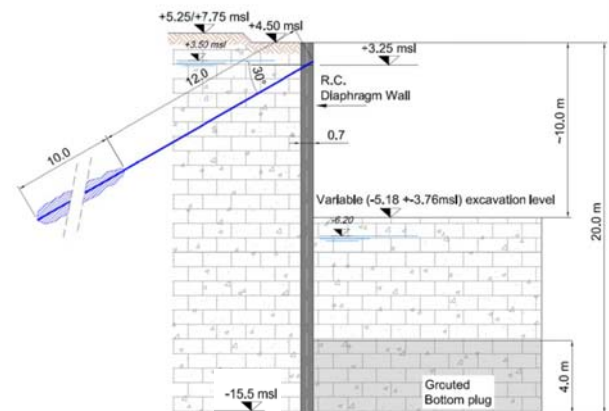 +5.25/+7.75 msl
+4.50 msl
+3.50 msl
+3.25 msl
12.0
30°
R.C.
Diaphragm Wall
~10.0 m
10.0
0.7
Variable (-5.18 +-3.76msl) excavation level
-6.20
20.0 m
4.0 m
Grouted
Bottom plug
-15.5 msl